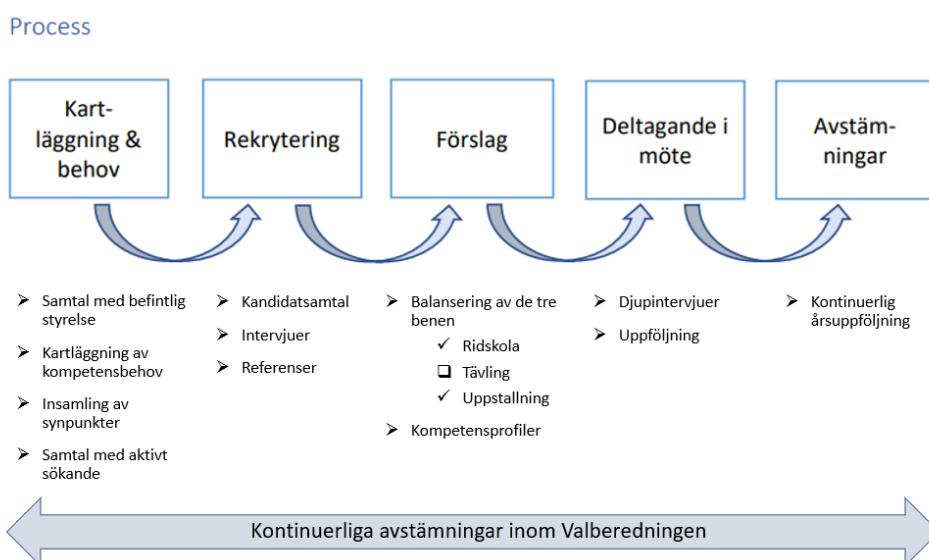 Process
Kart-
läggning &
behov
Rekrytering
Förslag
Deltagande i
möte
Avstäm-
ningar
Samtal med befintlig
styrelse
Kartläggning av
kompetensbehov
Insamling av
synpunkter
Samtal med aktivt
sökande
Kandidatsamtal
Intervjuer
Referenser
Balansering av de tre
benen
Ridskola
Tävling
Uppstallning
Kompetensprofiler
Djupintervjuer
Uppföljning
Kontinuerlig
årsuppföljning
Kontinuerliga avstämningar inom Valberedningen